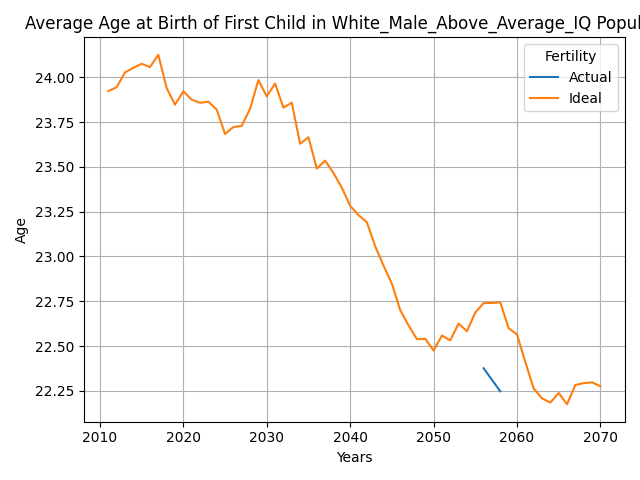 Average Age at Birth of First Child in White_Male_Above_Average_IQ Popul
Fertility
Actual
Ideal
24.00
23.75
23.50
23.25
23.00
22.75
22.50
22.25
Age
2010 2020 2030 2040 2050 2060 2070
Years